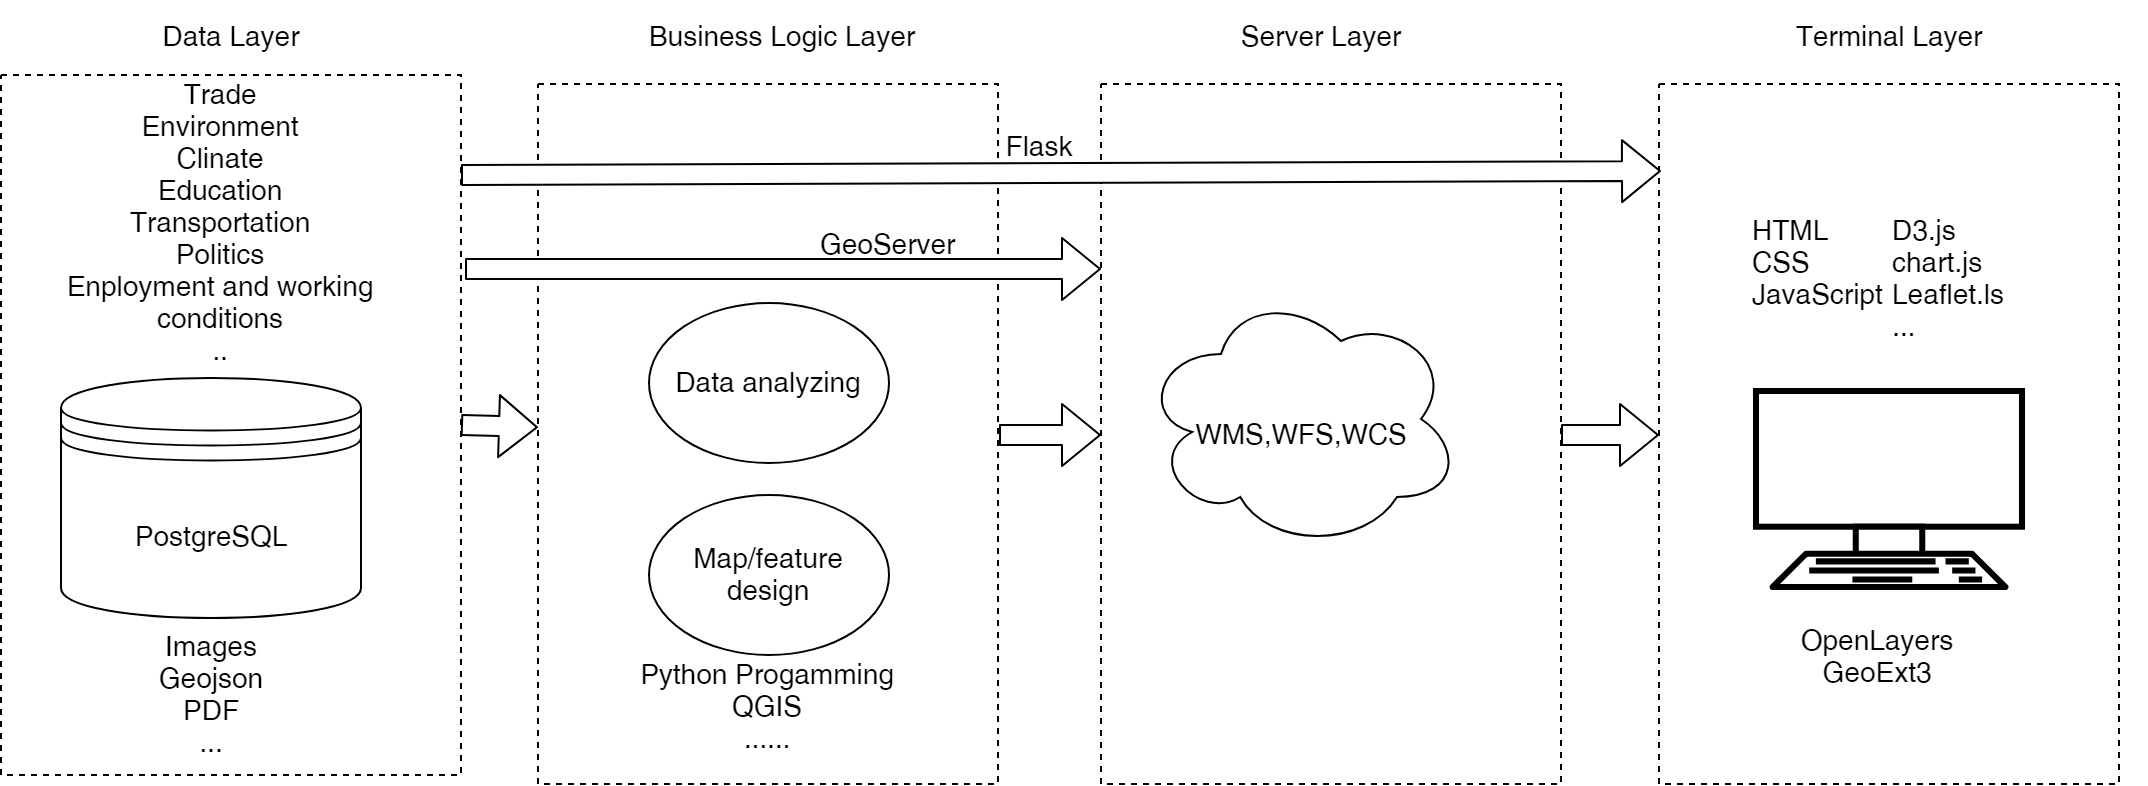 Data Layer
Trade
Environment
Clinate
Education
Transportation
Politics
Enployment and working
conditions
..
PostgreSQL
Images
Geojson
PDF
...
Business Logic Layer
Flask
GeoServer
Data analyzing
Map/feature
design
Python Progamming
QGIS
......
Server Layer
WMS,WFS,WCS
Terminal Layer
HTML
CSS
JavaScript
D3.js
chart.js
Leaflet.ls
...
OpenLayers
GeoExt3